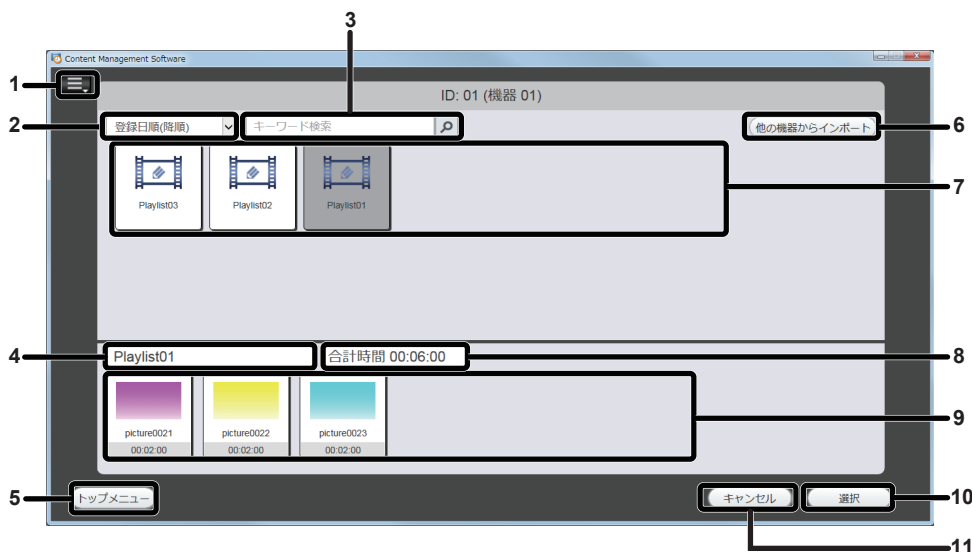 3
Content Management Software
1
ID: 01 (機器 01)
2
登録日順(降順)
キーワード検索
他の機器からインポート
6
Playlist03
Playlist02
Playlist01
7
4
Playlist01
合計時間 00:06:00
8
picture0021
picture0022
picture0023
9
00:02:00
00:02:00
00:02:00
5
トップメニュー
キャンセル
選択
10
11